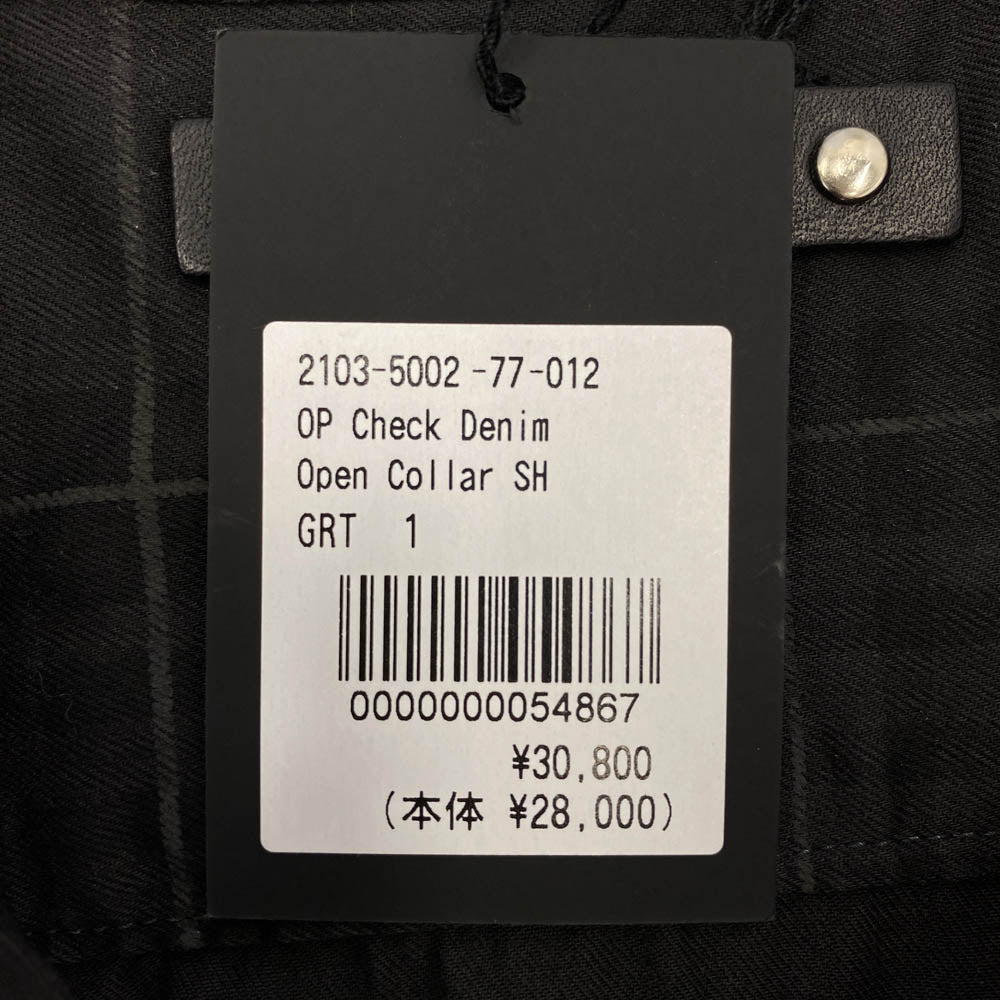 2103-5002-77-012
OP Check Denim
Open Collar SH
GRT 1
0000000054867
¥30,800
(本体 ¥28,000)